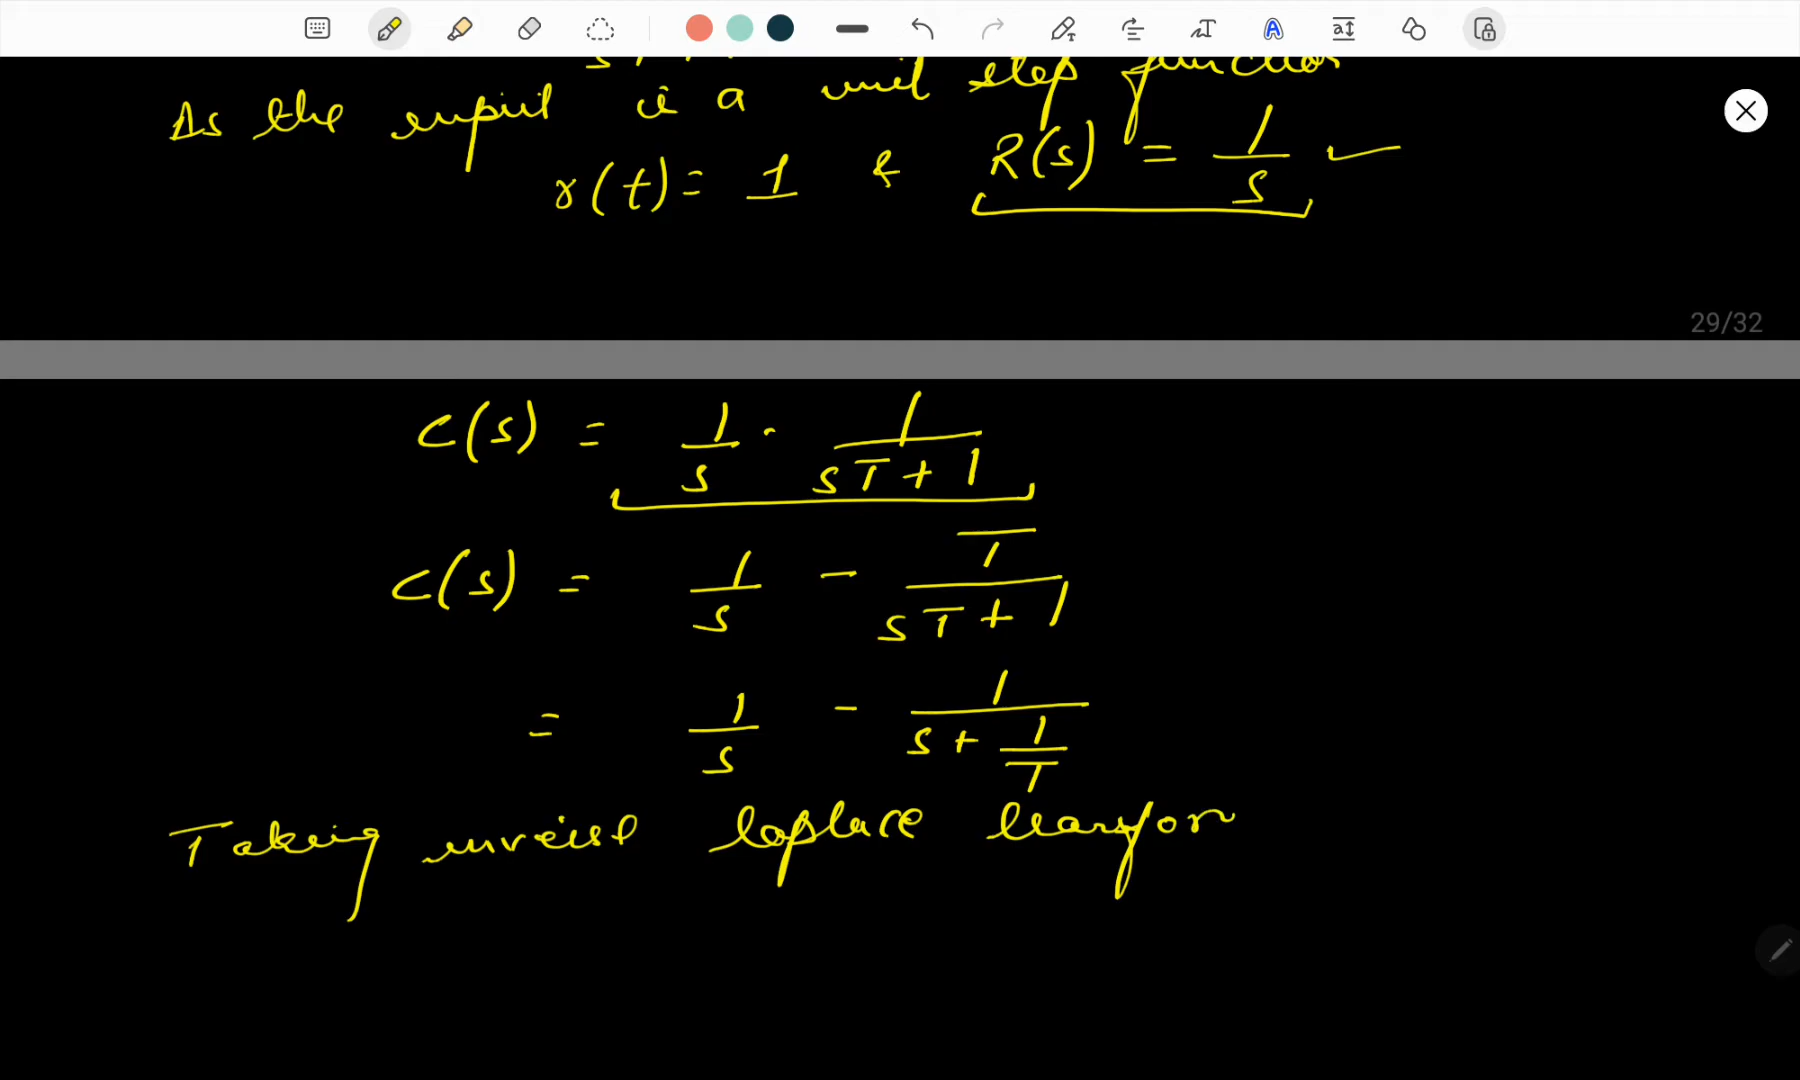 As the input is a unit step function
r(t) = 1 & R(s) = 1/s ✓
29/32
C(s) = 1/s · 1/(sT + 1)
C(s) = 1/s - T/(sT + 1)
= 1/s - 1/(s + 1/T)
Taking inverse laplace transfor